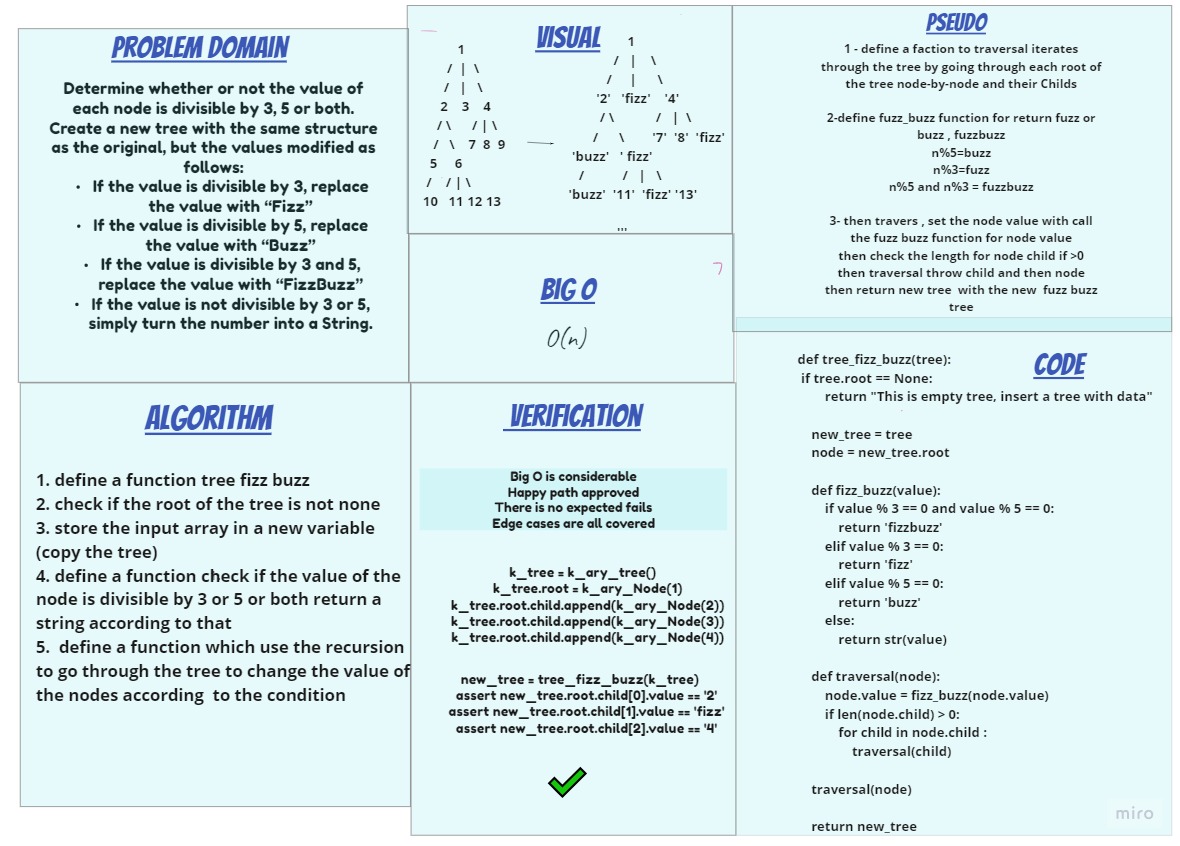 PROBLEM DOMAIN
Determine whether or not the value of
each node is divisible by 3, 5 or both.
Create a new tree with the same structure
as the original, but the values modified as
follows:
• If the value is divisible by 3, replace
the value with “Fizz”
• If the value is divisible by 5, replace
the value with “Buzz”
• If the value is divisible by 3 and 5,
replace the value with “FizzBuzz”
• If the value is not divisible by 3 or 5,
simply turn the number into a String.
VISUAL
1
/ | \
/ | \
2 3 4
/ \ / | \
/ \ 7 8 9
5 6
/ / | \
10 11 12 13
1
/ | \
/ | \
'2' 'fizz' '4'
/ \ / | \
/ \ '7' '8' 'fizz'
'buzz' ' fizz'
/ / | \
'buzz' '11' 'fizz' '13'
,,,
BIG O
O(n)
PSEUDO
1 - define a faction to traversal iterates
through the tree by going through each root of
the tree node-by-node and their Childs
2-define fuzz_buzz function for return fuzz or
buzz , fuzzbuzz
n%5=buzz
n%3=fuzz
n%5 and n%3 = fuzzbuzz
3- then travers , set the node value with call
the fuzz buzz function for node value
then check the length for node child if >0
then traversal throw child and then node
then return new tree with the new fuzz buzz
tree
ALGORITHM
1. define a function tree fizz buzz
2. check if the root of the tree is not none
3. store the input array in a new variable
(copy the tree)
4. define a function check if the value of the
node is divisible by 3 or 5 or both return a
string according to that
5. define a function which use the recursion
to go through the tree to change the value of
the nodes according to the condition
VERIFICATION
Big O is considerable
Happy path approved
There is no expected fails
Edge cases are all covered
k_tree = k_ary_tree()
k_tree.root = k_ary_Node(1)
k_tree.root.child.append(k_ary_Node(2))
k_tree.root.child.append(k_ary_Node(3))
k_tree.root.child.append(k_ary_Node(4))
new_tree = tree_fizz_buzz(k_tree)
assert new_tree.root.child[0].value == '2'
assert new_tree.root.child[1].value == 'fizz'
assert new_tree.root.child[2].value == '4'
CODE
def tree_fizz_buzz(tree):
if tree.root == None:
return "This is empty tree, insert a tree with data"
new_tree = tree
node = new_tree.root
def fizz_buzz(value):
if value % 3 == 0 and value % 5 == 0:
return 'fizzbuzz'
elif value % 3 == 0:
return 'fizz'
elif value % 5 == 0:
return 'buzz'
else:
return str(value)
def traversal(node):
node.value = fizz_buzz(node.value)
if len(node.child) > 0:
for child in node.child :
traversal(child)
traversal(node)
return new_tree
miro